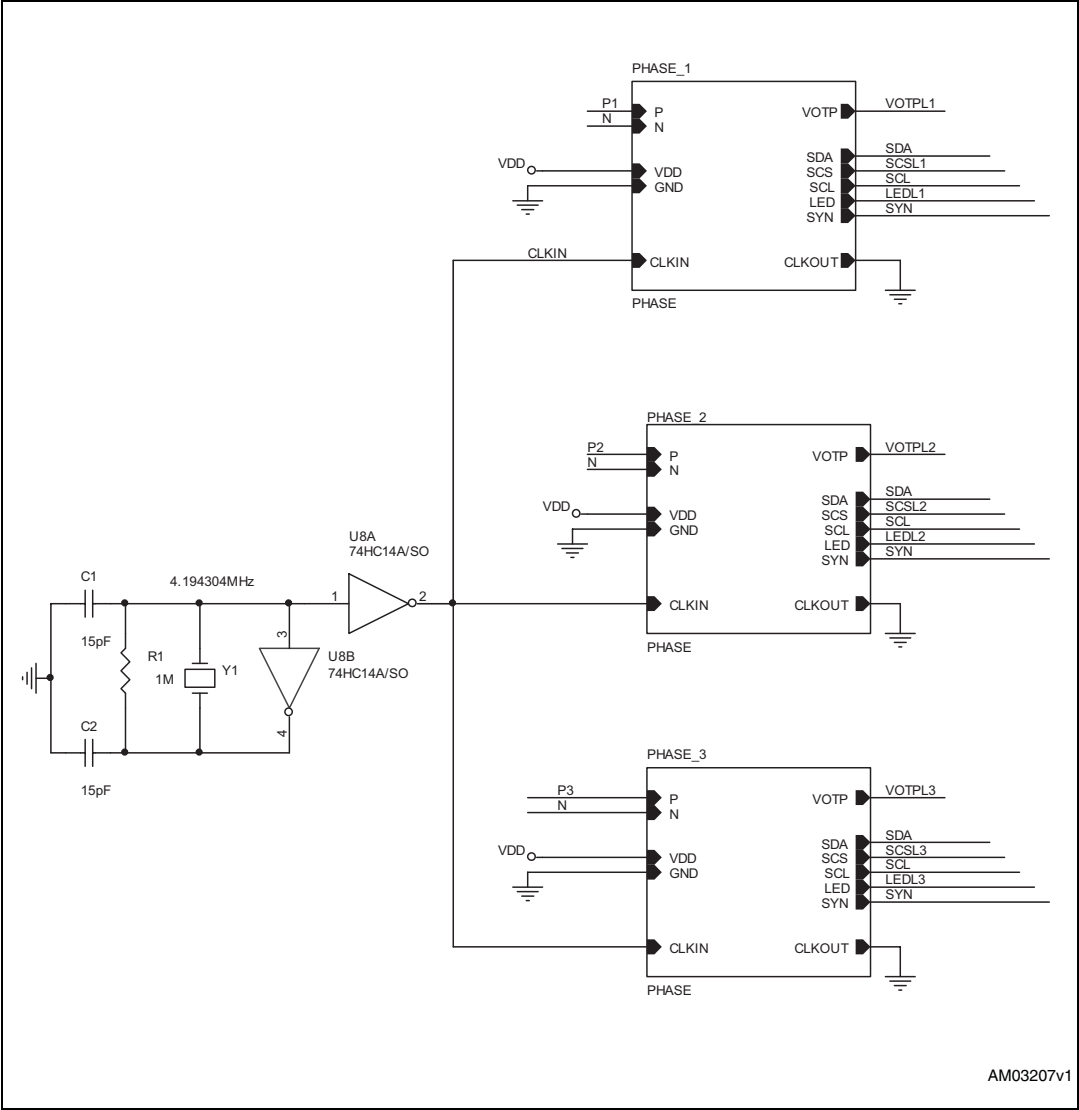 PHASE_1
P1
P
VOTP
VOTPL1
N
N
SDA
SDA
VDD
VDD
SCS
SCSL1
GND
SCL
SCL
LED
LEDL1
SYN
SYN
CLKIN
CLKIN
CLKOUT
PHASE
PHASE_2
P2
P
VOTP
VOTPL2
N
N
SDA
SDA
VDD
VDD
SCS
SCSL2
GND
SCL
SCL
LED
LEDL2
SYN
SYN
CLKIN
CLKOUT
PHASE
U8A
74HC14A/SO
C1
4.194304MHz
1
2
15pF
3
R1
1M
Y1
U8B
74HC14A/SO
C2
4
15pF
PHASE_3
P3
P
VOTP
VOTPL3
N
N
SDA
SDA
VDD
VDD
SCS
SCSL3
GND
SCL
SCL
LED
LEDL3
SYN
SYN
CLKIN
CLKOUT
PHASE
AM03207v1